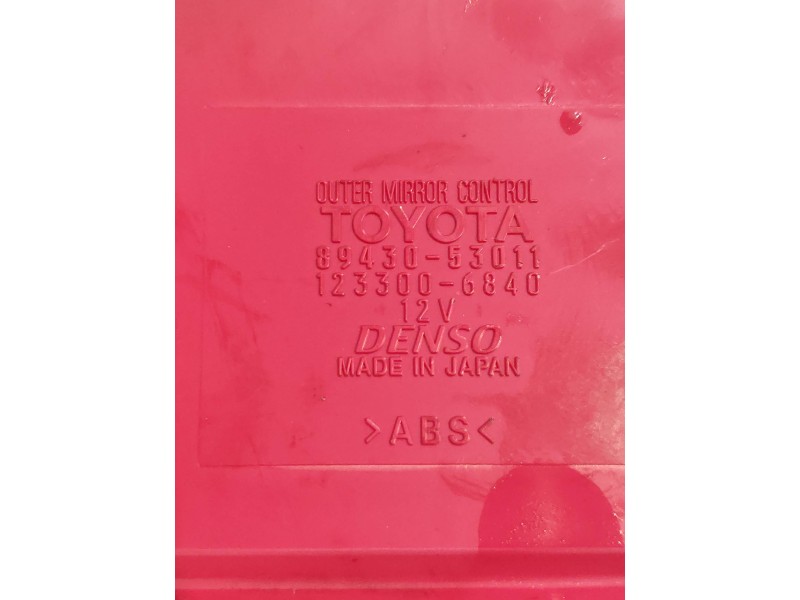 OUTER MIRROR CONTROL
TOYOTA
89430-53011
123300-6840
12V
DENSO
MADE IN JAPAN
>ABS<